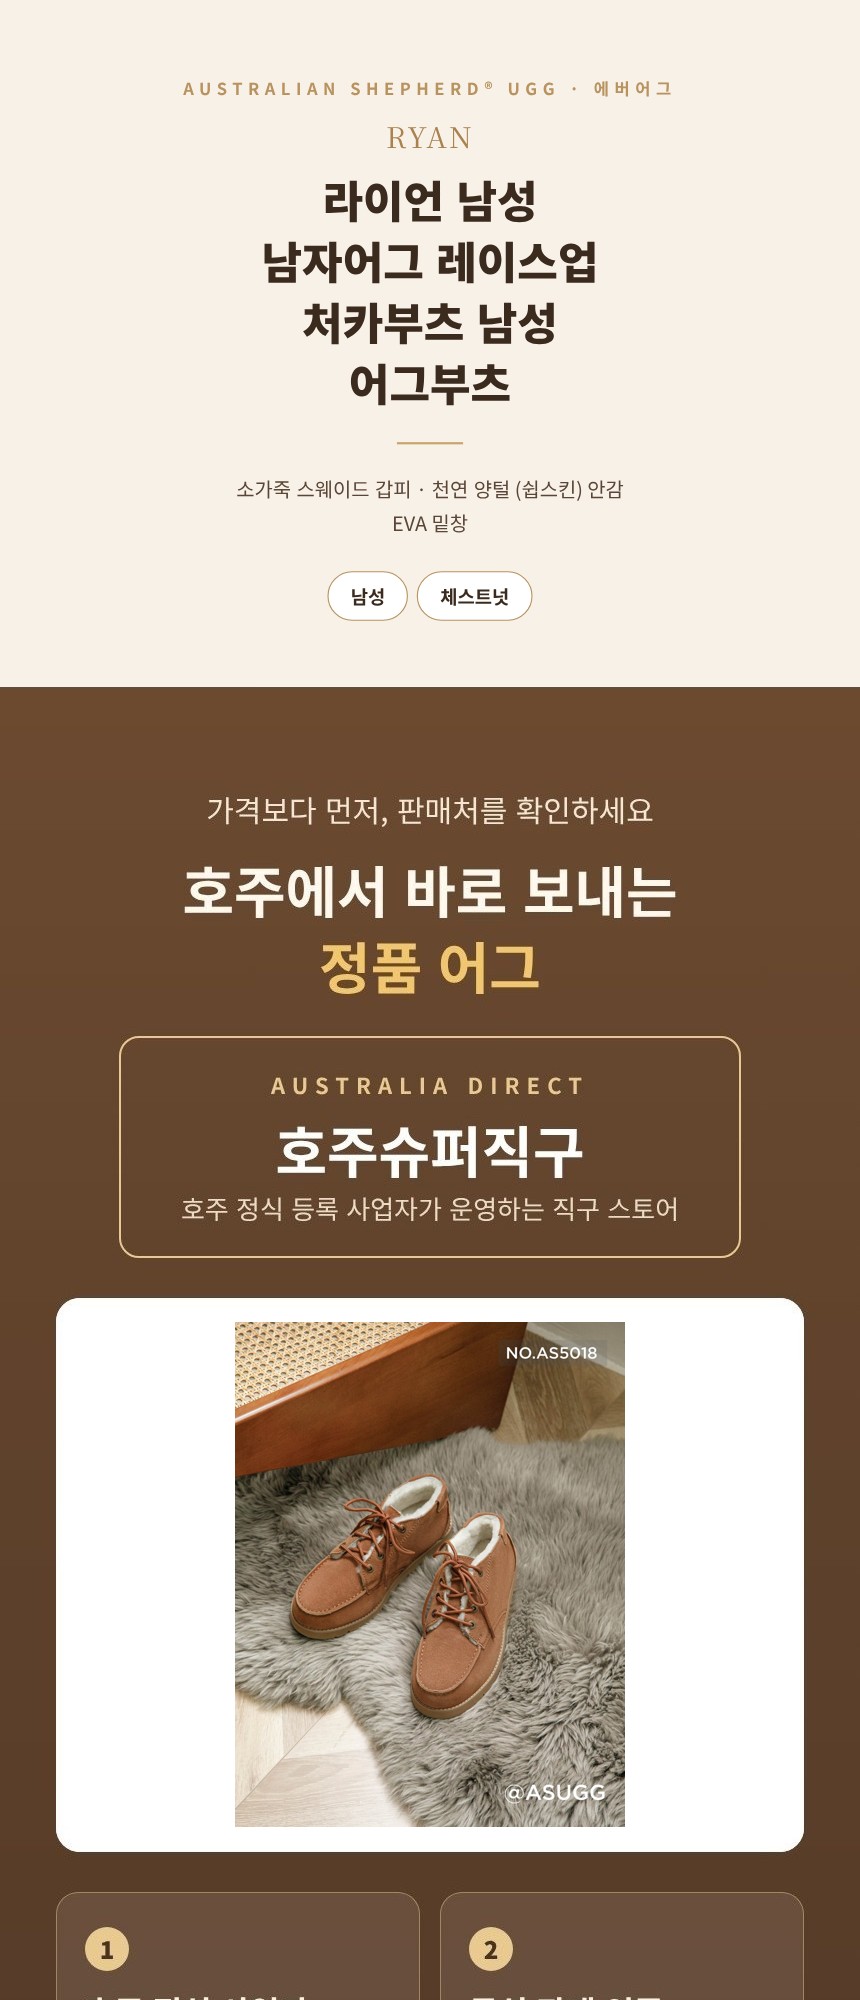 AUSTRALIAN SHEPHERD® UGG · 에버어그
RYAN
라이언 남성
남자어그 레이스업
처카부츠 남성
어그부츠
소가죽 스웨이드 갑피 · 천연 양털 (쉽스킨) 안감
EVA 밑창
남성 체스트넛
가격보다 먼저, 판매처를 확인하세요
호주에서 바로 보내는
정품 어그
AUSTRALIA DIRECT
호주슈퍼직구
호주 정식 등록 사업자가 운영하는 직구 스토어
NO.AS5018
@ASUGG
1 2